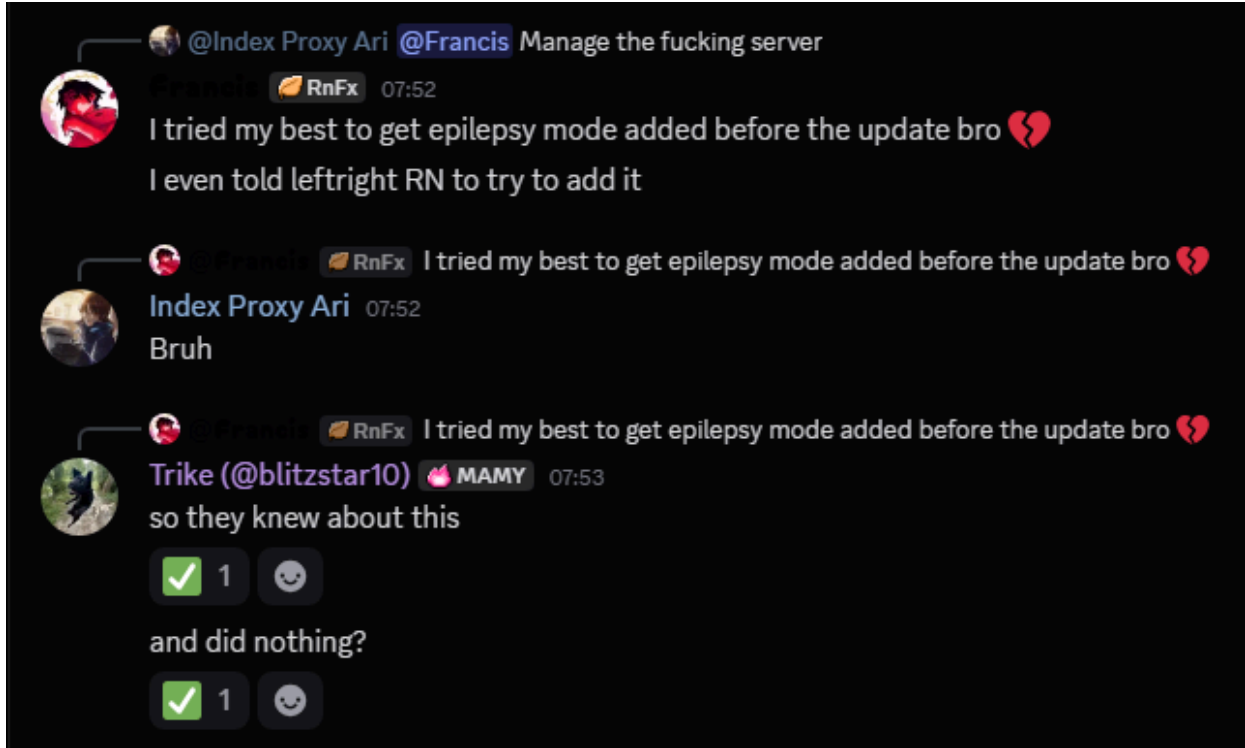 @Index Proxy Ari @Francis Manage the fucking server
Francis RnFx 07:52
I tried my best to get epilepsy mode added before the update bro 💔
I even told leftright RN to try to add it
@Francis RnFx I tried my best to get epilepsy mode added before the update bro 💔
Index Proxy Ari 07:52
Bruh
@Francis RnFx I tried my best to get epilepsy mode added before the update bro 💔
Trike (@blitzstar10) MAMY 07:53
so they knew about this
✅ 1
and did nothing?
✅ 1